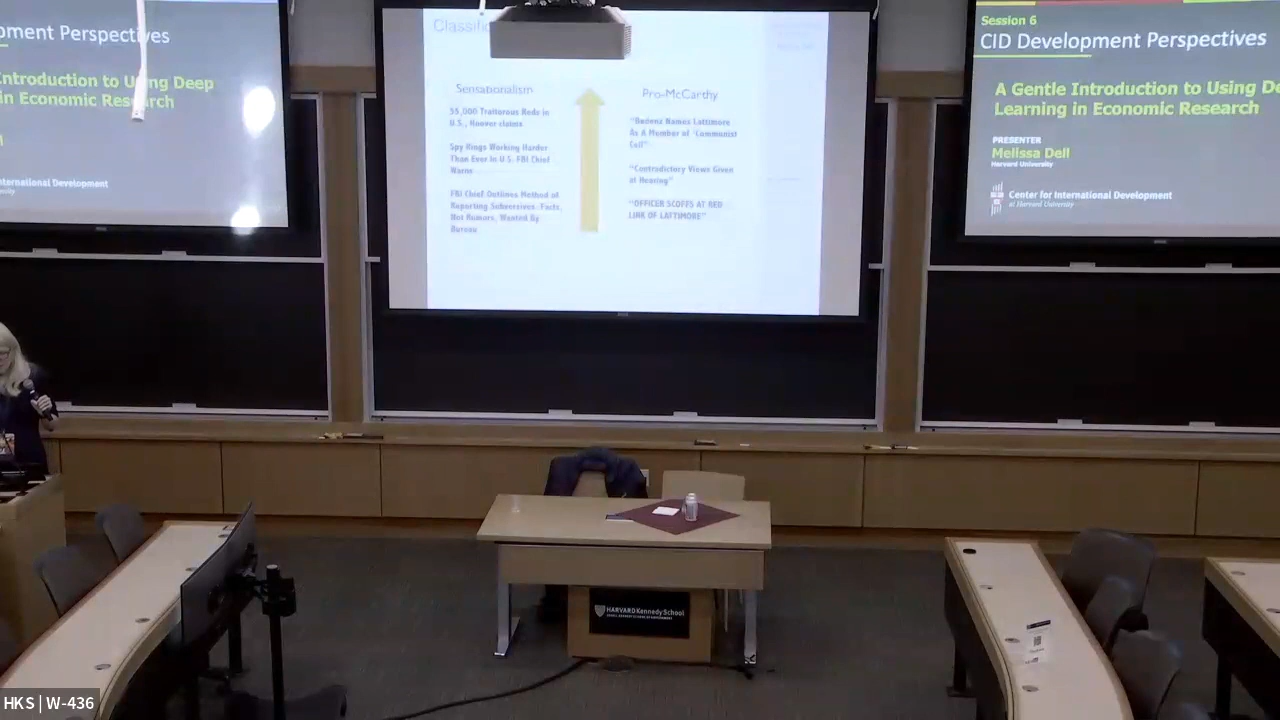 pment Perspectives
ntroduction to Using Deep
in Economic Research
nternational Development
Classific
Sensationalism
55,000 Traitorous Reds in
U.S., Hoover claims
Spy Rings Working Harder
Than Ever In U.S. FBI Chief
Warns
FBI Chief Outlines Method of
Reporting Subversives. Facts,
Not Rumors, Wanted By
Bureau
Pro-McCarthy
"Budenz Names Lattimore
As A Member of 'Communist
Cell"
"Contradictory Views Given
at Hearing"
"OFFICER SCOFFS AT RED
LINK OF LATTIMORE"
Session 6
CID Development Perspectives
A Gentle Introduction to Using De
Learning in Economic Research
PRESENTER
Melissa Dell
Harvard University
Center for International Development
at Harvard University
HARVARD Kennedy School
HKS | W-436